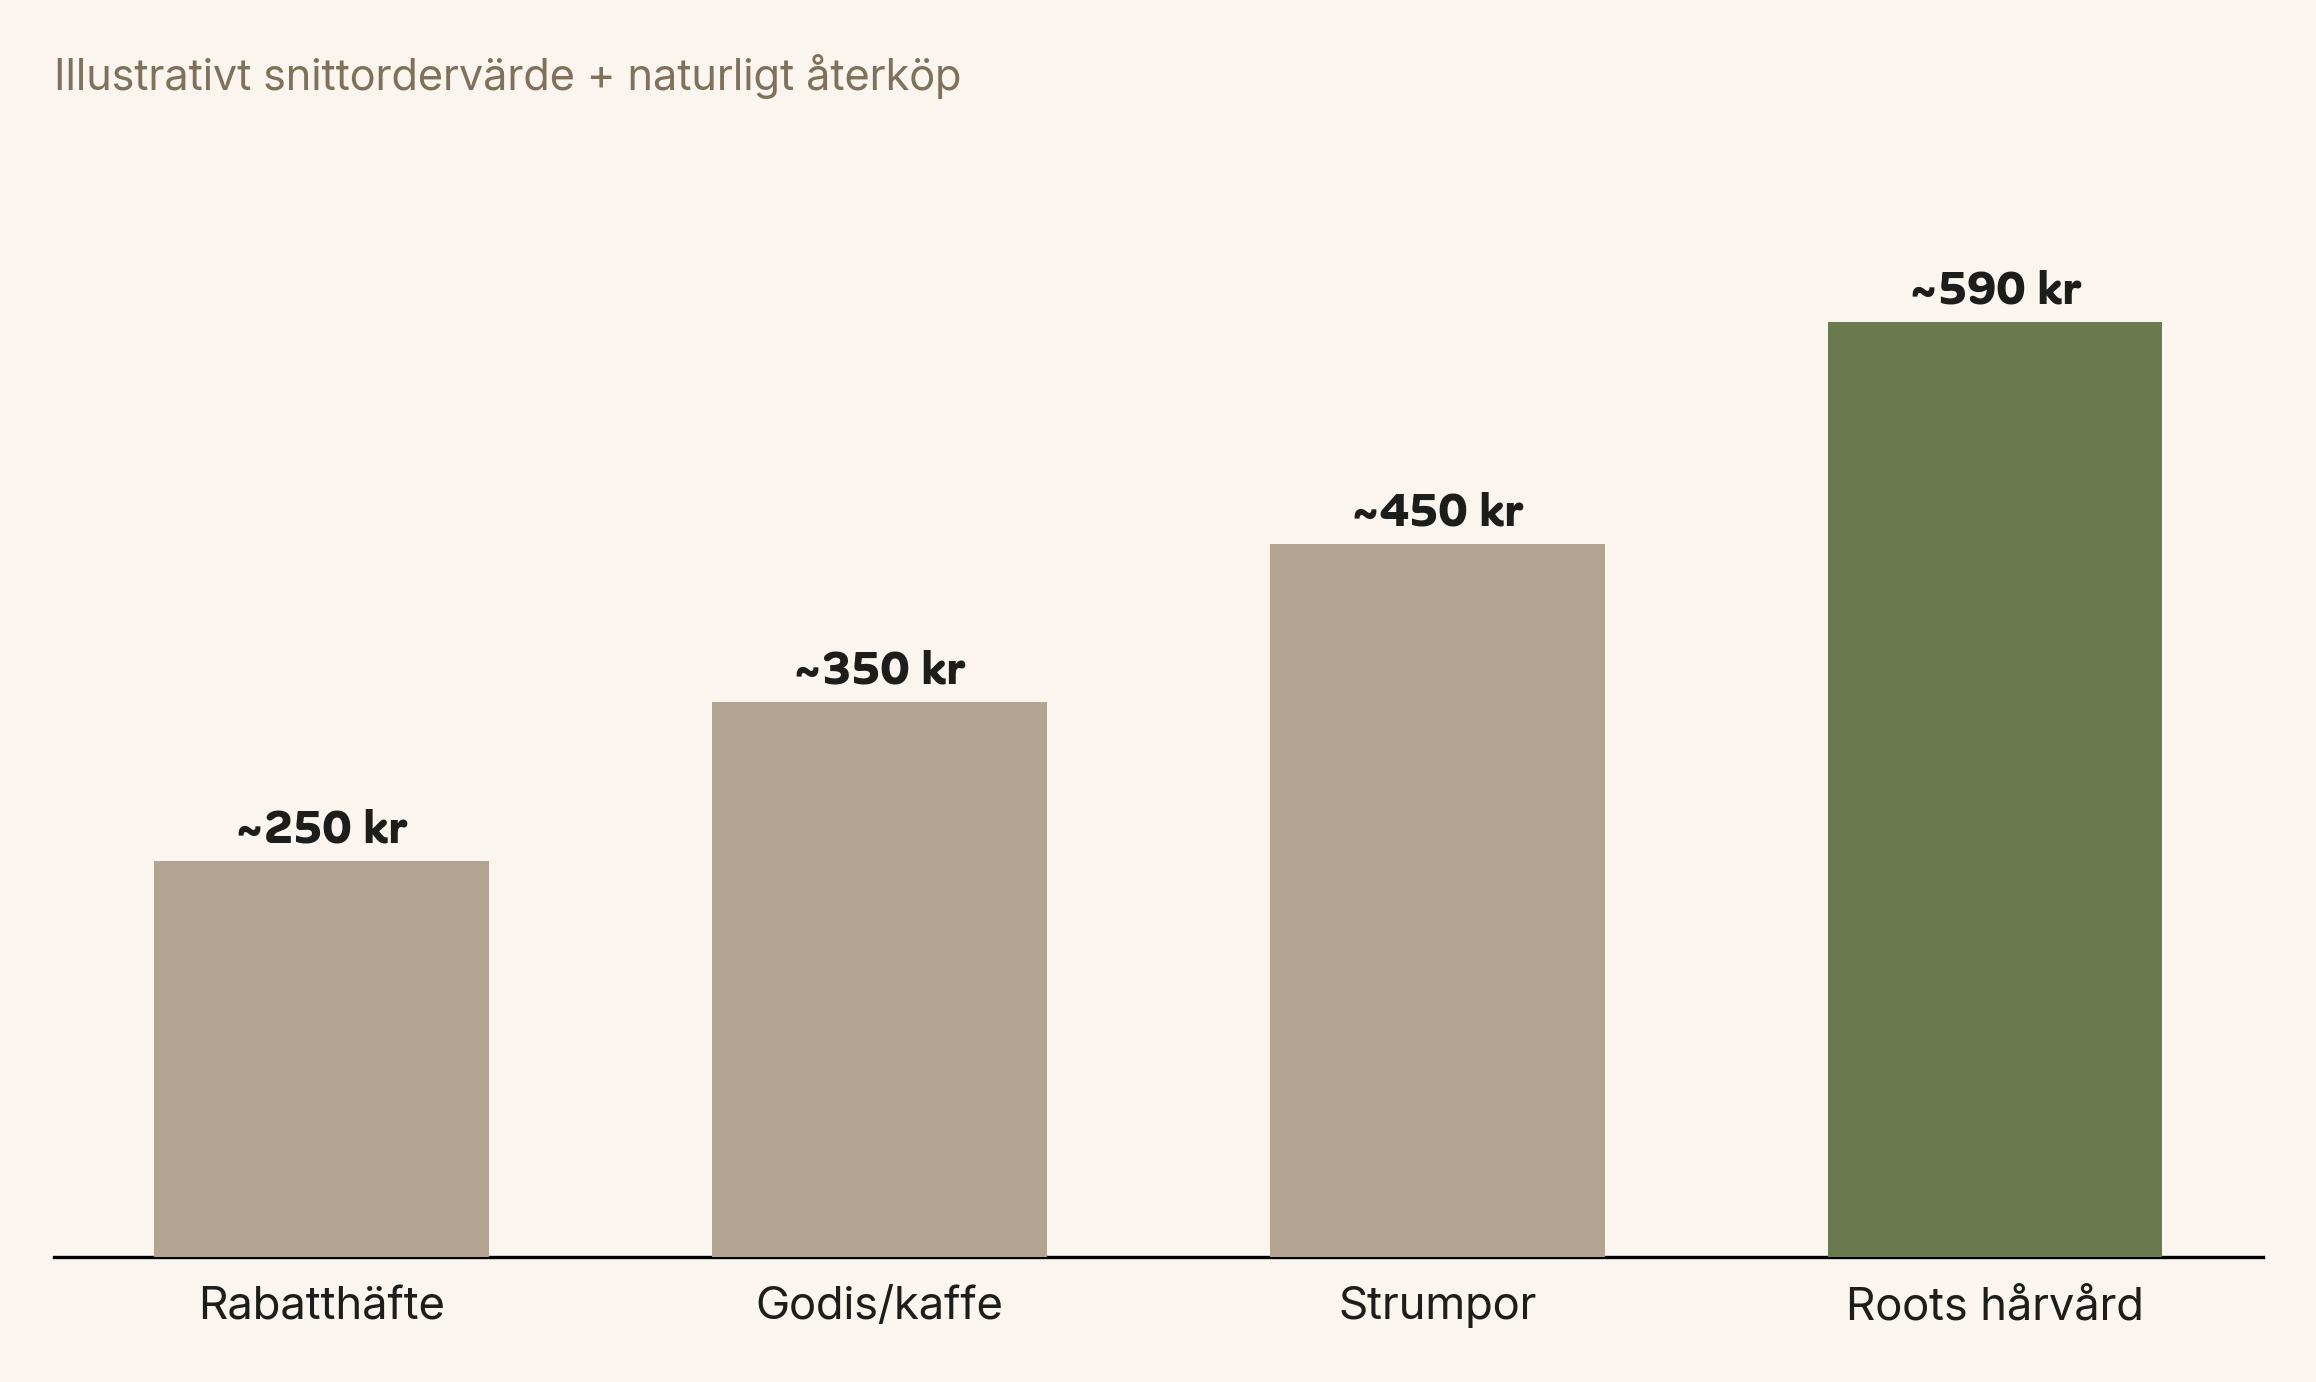 Illustrativt snittordervärde + naturligt återköp
~590 kr
~450 kr
~350 kr
~250 kr
Rabatthäfte
Godis/kaffe
Strumpor
Roots hårvård